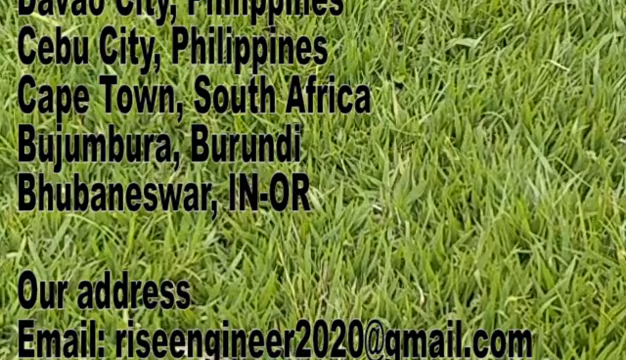 Davao City, Philippines
Cebu City, Philippines
Cape Town, South Africa
Bujumbura, Burundi
Bhubaneswar, IN-OR
Our address
Email: riseengineer2020@gmail.com